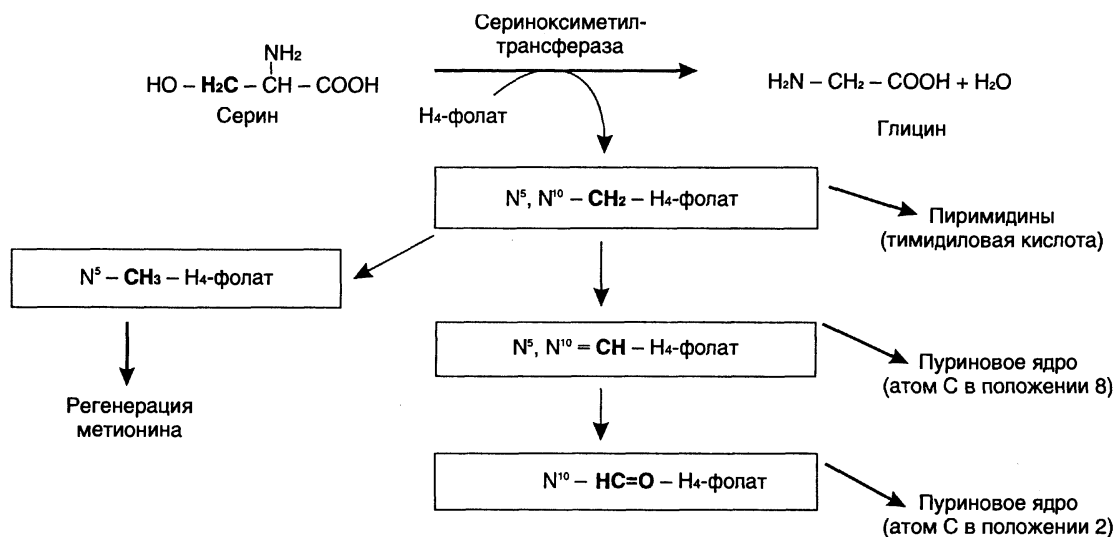 Сериноксиметил-
трансфераза
NH₂
HO – H₂C – CH – COOH
Серин
H₄-фолат
H₂N – CH₂ – COOH + H₂O
Глицин
N⁵, N¹⁰ – CH₂ – H₄-фолат
Пиримидины
(тимидиловая кислота)
N⁵ – CH₃ – H₄-фолат
N⁵, N¹⁰ = CH – H₄-фолат
Пуриновое ядро
(атом С в положении 8)
Регенерация
метионина
N¹⁰ – HC=O – H₄-фолат
Пуриновое ядро
(атом С в положении 2)